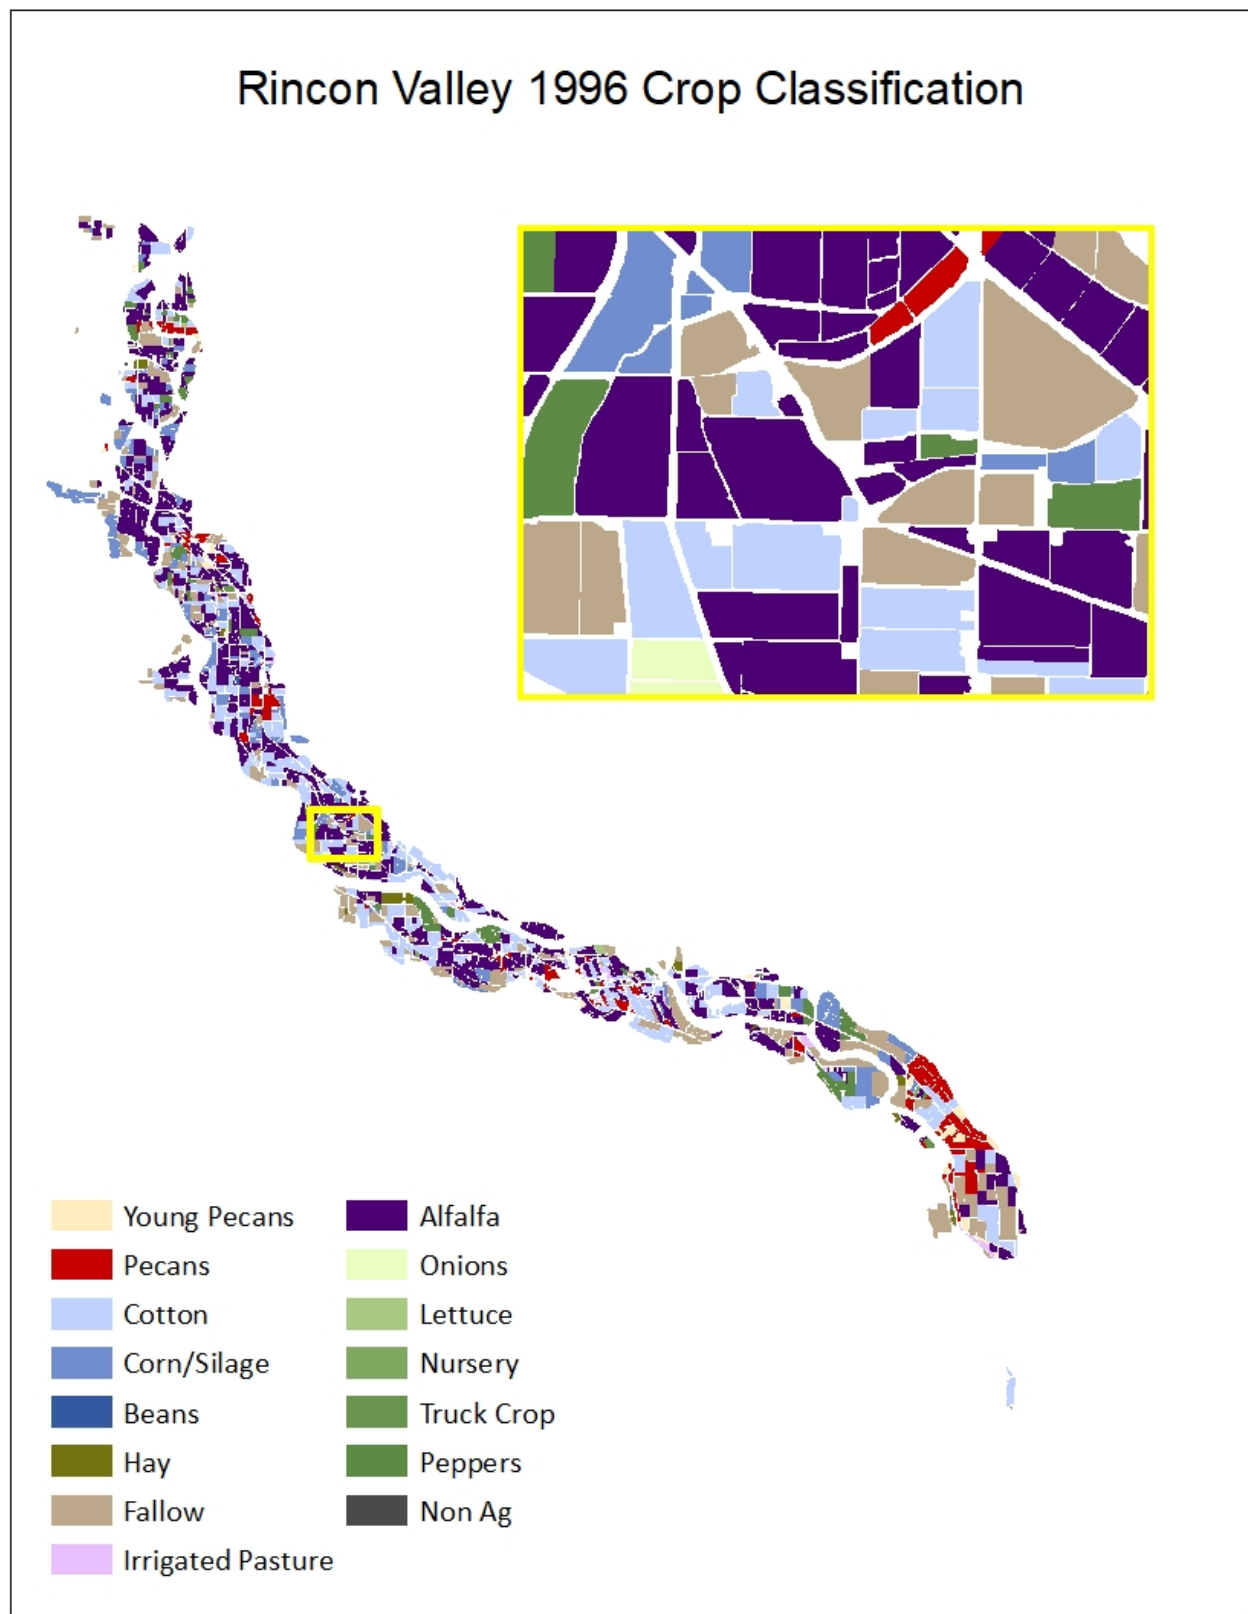 Rincon Valley 1996 Crop Classification
Young Pecans
Pecans
Cotton
Corn/Silage
Beans
Hay
Fallow
Irrigated Pasture
Alfalfa
Onions
Lettuce
Nursery
Truck Crop
Peppers
Non Ag